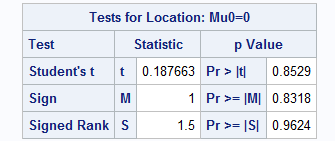 Tests for Location: Mu0=0
Test Statistic p Value
Student's t t 0.187663 Pr > |t| 0.8529
Sign M 1 Pr >= |M| 0.8318
Signed Rank S 1.5 Pr >= |S| 0.9624